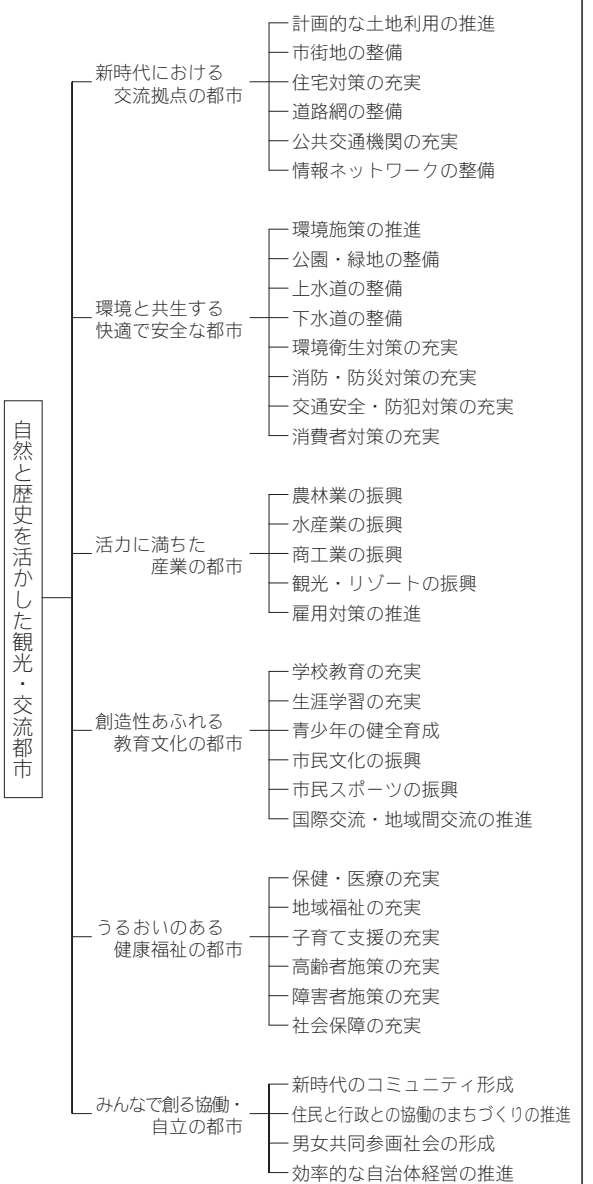 自然と歴史を活かした観光・交流都市
新時代における
交流拠点の都市
計画的な土地利用の推進
市街地の整備
住宅対策の充実
道路網の整備
公共交通機関の充実
情報ネットワークの整備
環境と共生する
快適で安全な都市
環境施策の推進
公園・緑地の整備
上水道の整備
下水道の整備
環境衛生対策の充実
消防・防災対策の充実
交通安全・防犯対策の充実
消費者対策の充実
活力に満ちた
産業の都市
農林業の振興
水産業の振興
商工業の振興
観光・リゾートの振興
雇用対策の推進
創造性あふれる
教育文化の都市
学校教育の充実
生涯学習の充実
青少年の健全育成
市民文化の振興
市民スポーツの振興
国際交流・地域間交流の推進
うるおいのある
健康福祉の都市
保健・医療の充実
地域福祉の充実
子育て支援の充実
高齢者施策の充実
障害者施策の充実
社会保障の充実
みんなで創る協働・
自立の都市
新時代のコミュニティ形成
住民と行政との協働のまちづくりの推進
男女共同参画社会の形成
効率的な自治体経営の推進